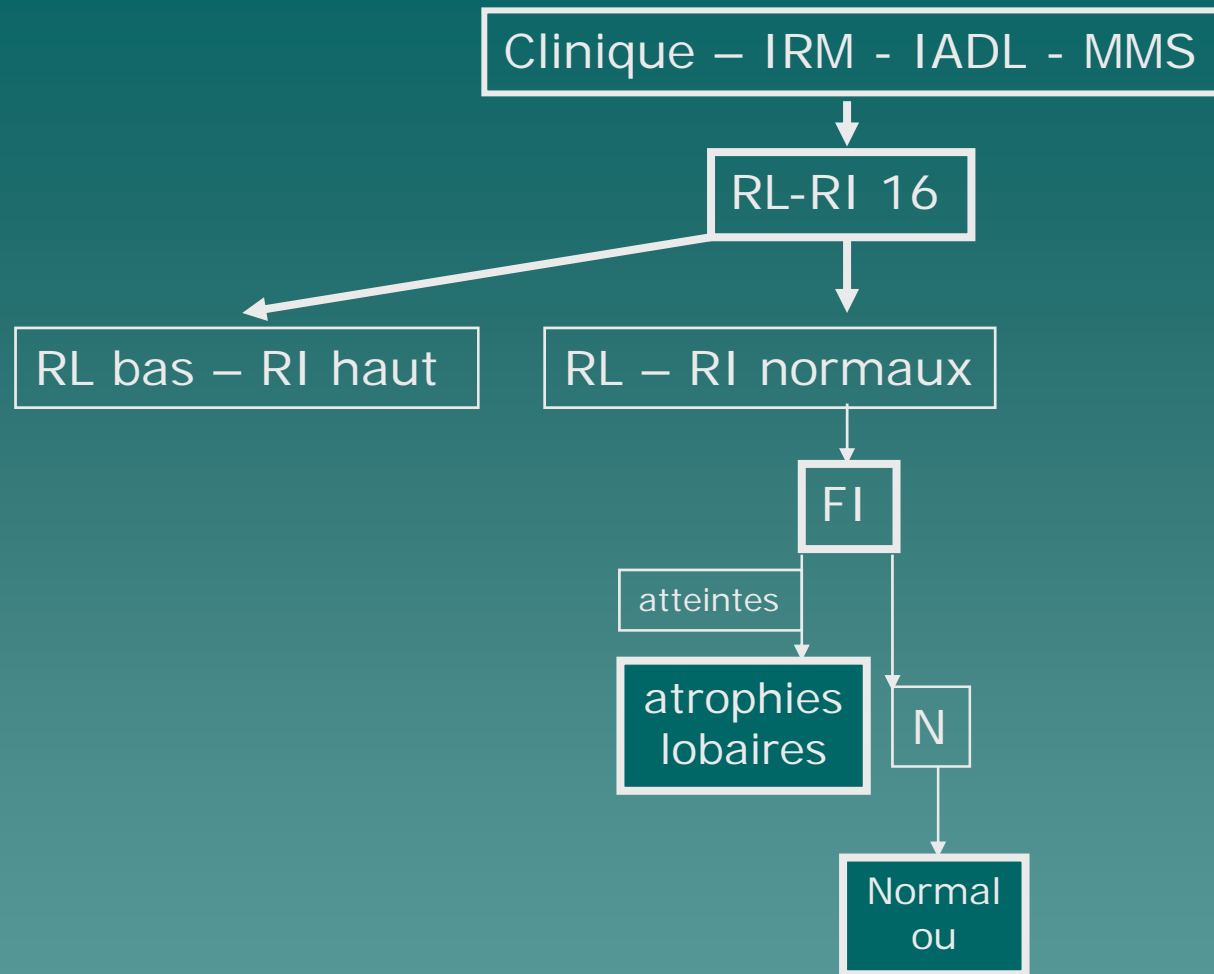 Clinique – IRM - IADL - MMS
RL-RI 16
RL bas – RI haut
RL – RI normaux
FI
atteintes
atrophies
lobaires
N
Normal
ou